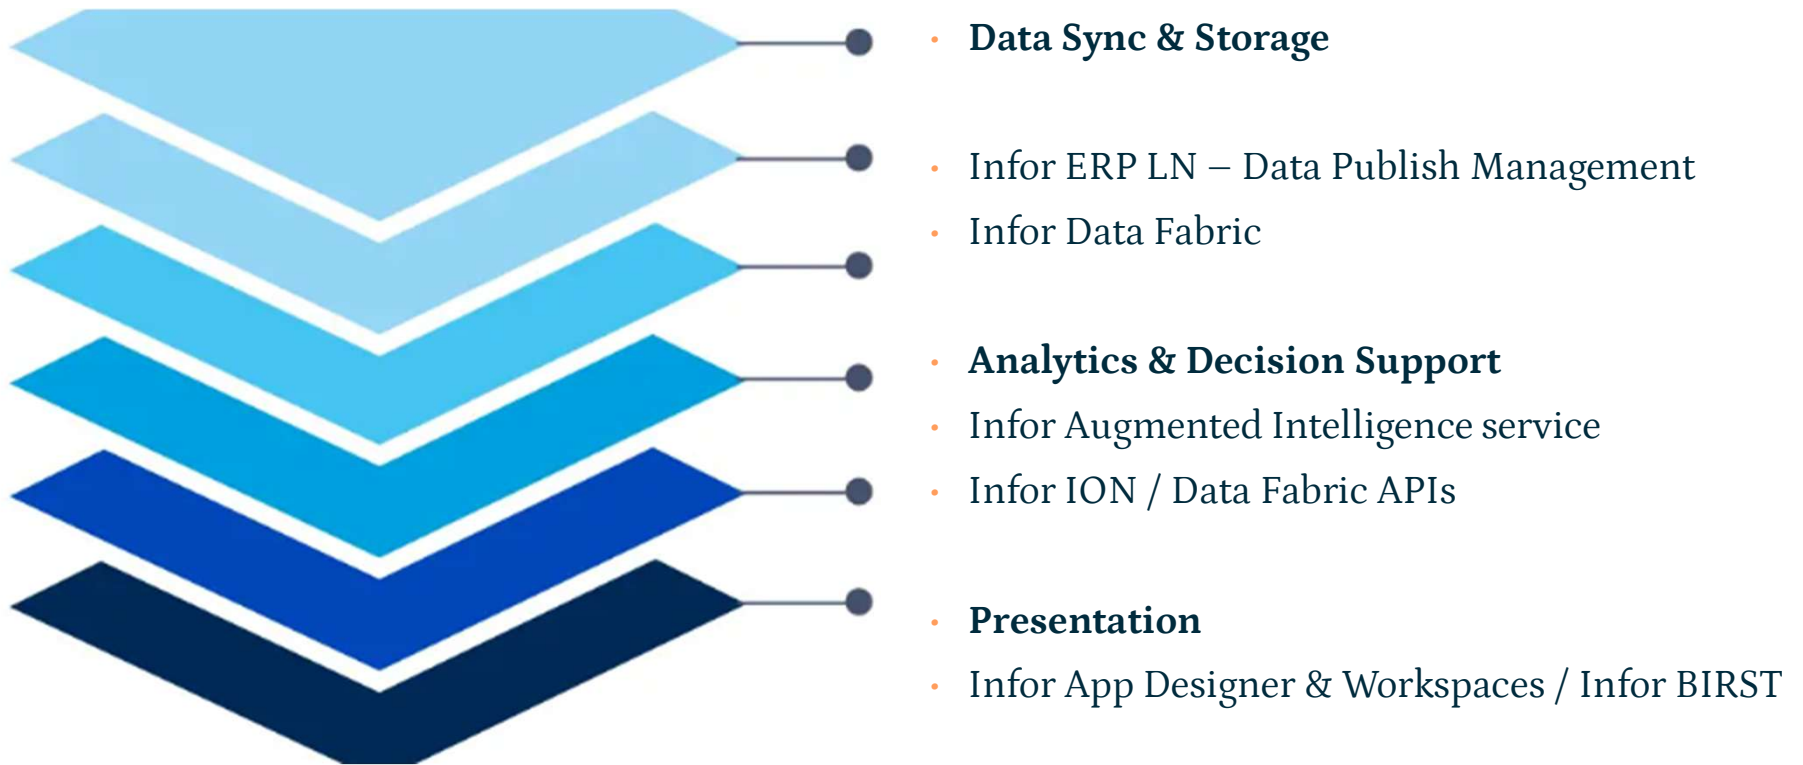 • Data Sync & Storage
• Infor ERP LN – Data Publish Management
• Infor Data Fabric
• Analytics & Decision Support
• Infor Augmented Intelligence service
• Infor ION / Data Fabric APIs
• Presentation
• Infor App Designer & Workspaces / Infor BIRST